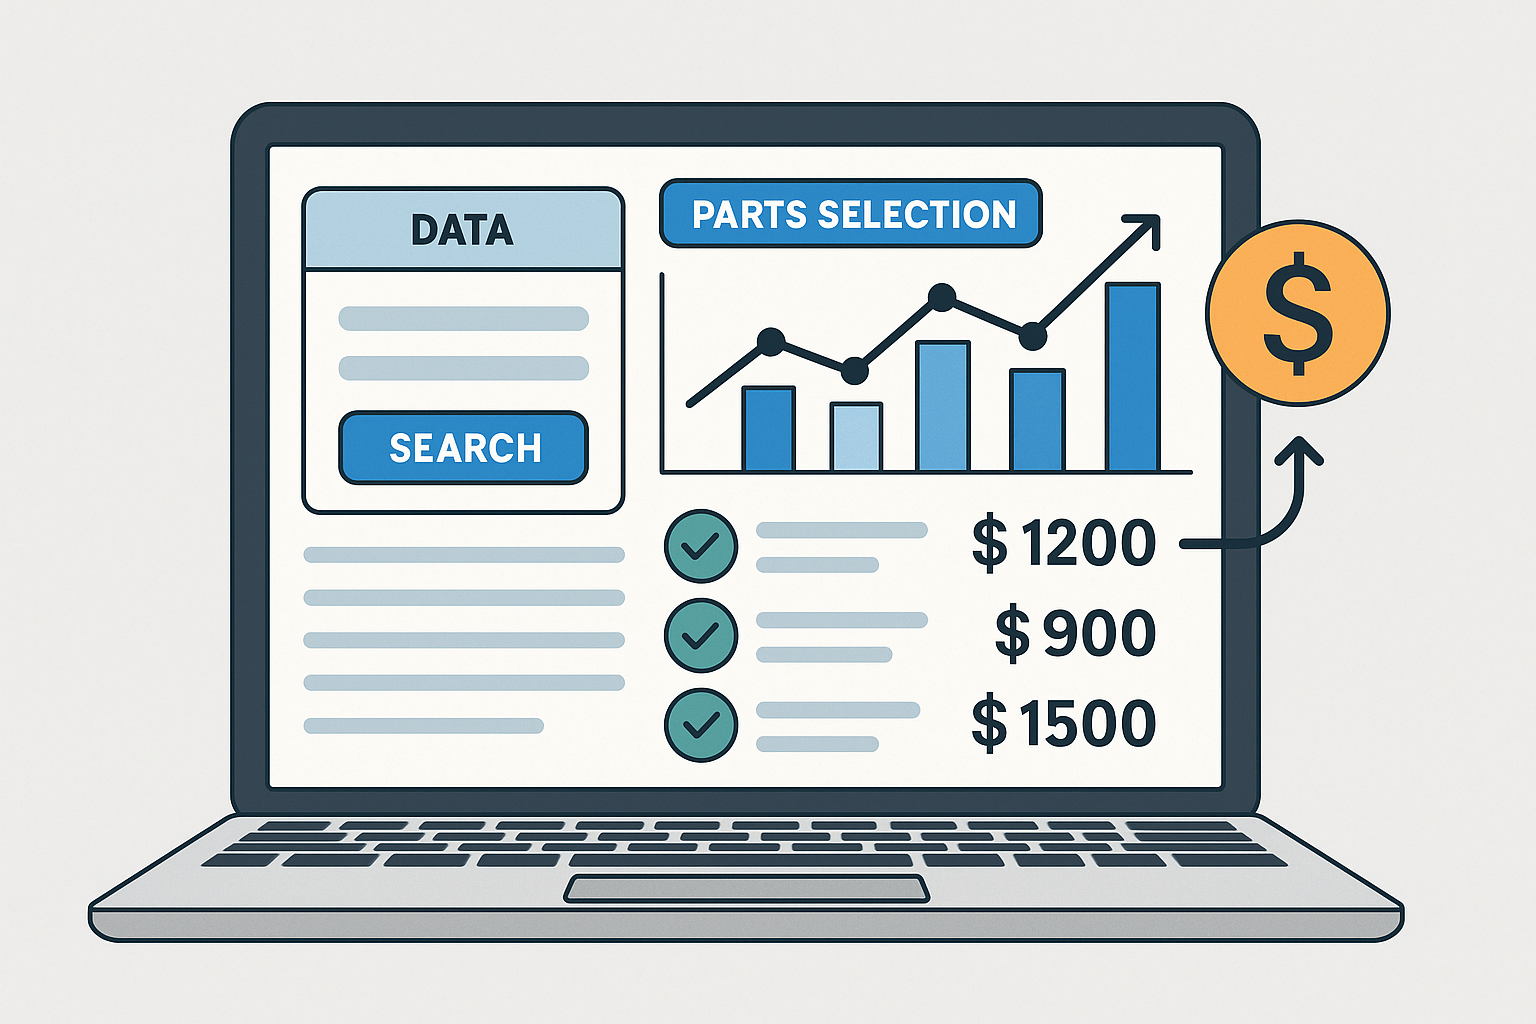 DATA
SEARCH
PARTS SELECTION
$ 1200
$ 900
$ 1500
$